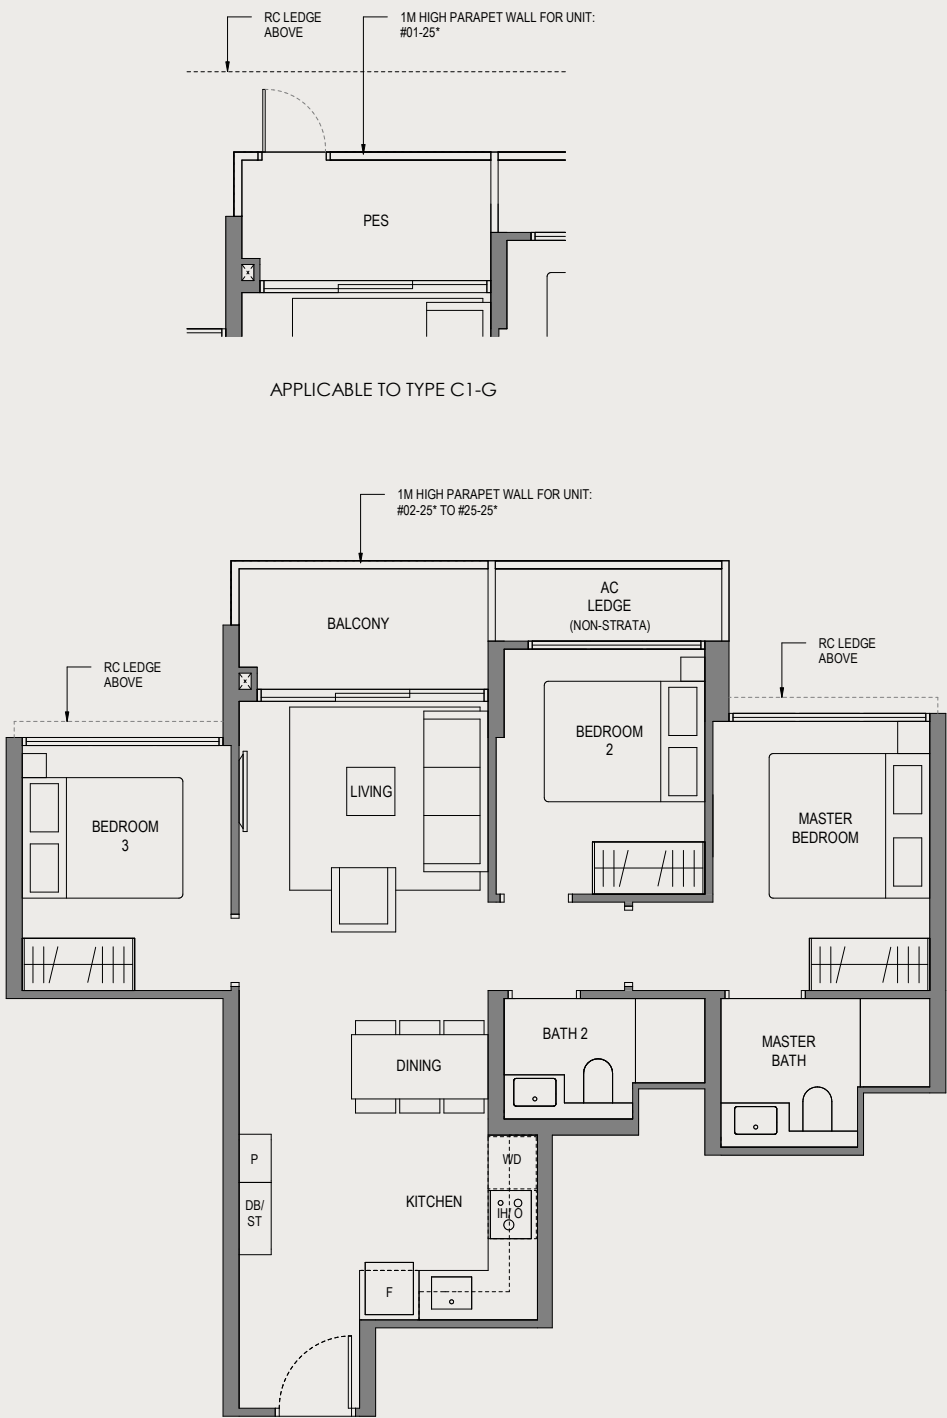 RC LEDGE
ABOVE
1M HIGH PARAPET WALL FOR UNIT:
#01-25*
PES
APPLICABLE TO TYPE C1-G
1M HIGH PARAPET WALL FOR UNIT:
#02-25* TO #25-25*
AC
LEDGE
(NON-STRATA)
BALCONY
RC LEDGE
ABOVE
RC LEDGE
ABOVE
BEDROOM
2
LIVING
BEDROOM
3
MASTER
BEDROOM
BATH 2
MASTER
BATH
DINING
P
WD
KITCHEN
DB/
ST
IH/O
F